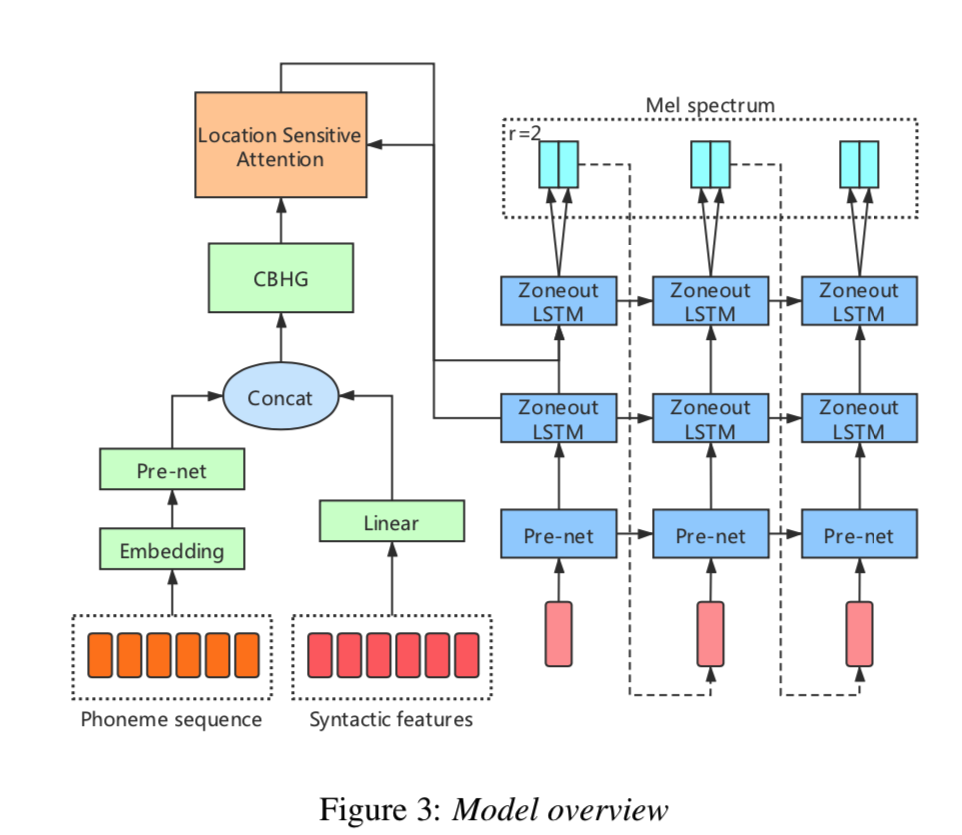 Mel spectrum
r=2
Location Sensitive
Attention
CBHG
Concat
Pre-net
Embedding
Linear
Phoneme sequence
Syntactic features
Zoneout
LSTM
Zoneout
LSTM
Zoneout
LSTM
Zoneout
LSTM
Zoneout
LSTM
Zoneout
LSTM
Pre-net
Pre-net
Pre-net
Figure 3: Model overview